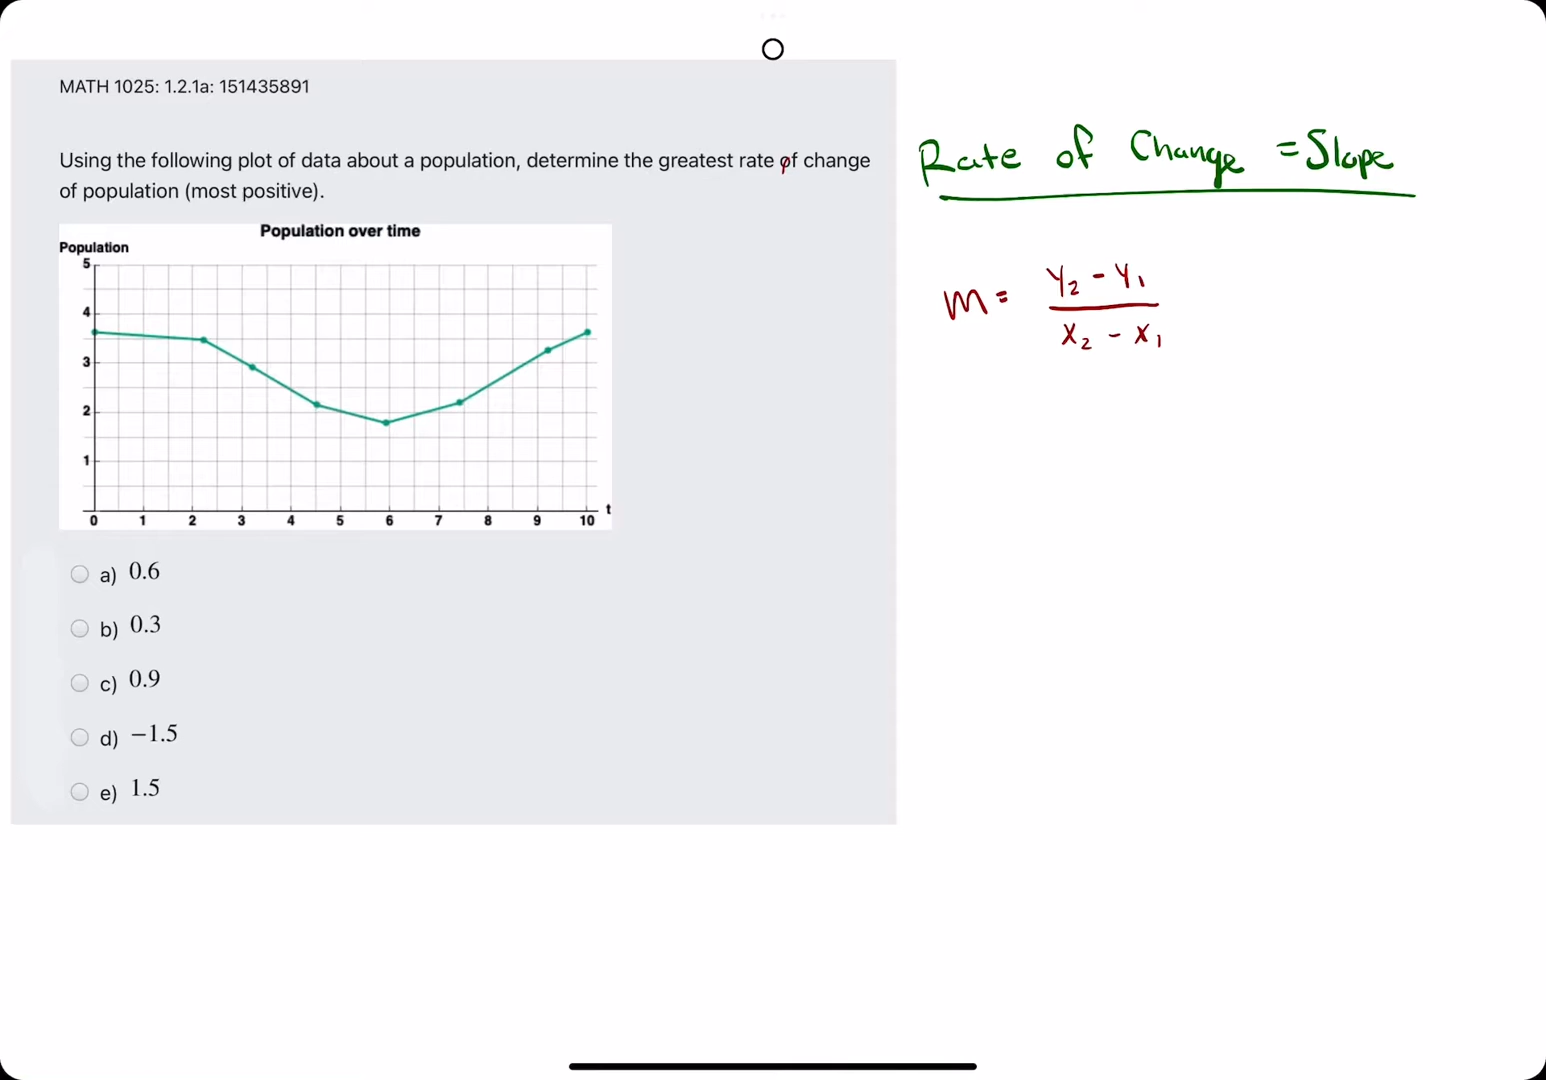 MATH 1025: 1.2.1a: 151435891
Using the following plot of data about a population, determine the greatest rate of change
of population (most positive).
Population over time
Population
5
4
3
2
1
0 1 2 3 4 5 6 7 8 9 10 t
a) 0.6
b) 0.3
c) 0.9
d) −1.5
e) 1.5
Rate of Change = Slope
m = Y₂ - Y₁
X₂ - X₁